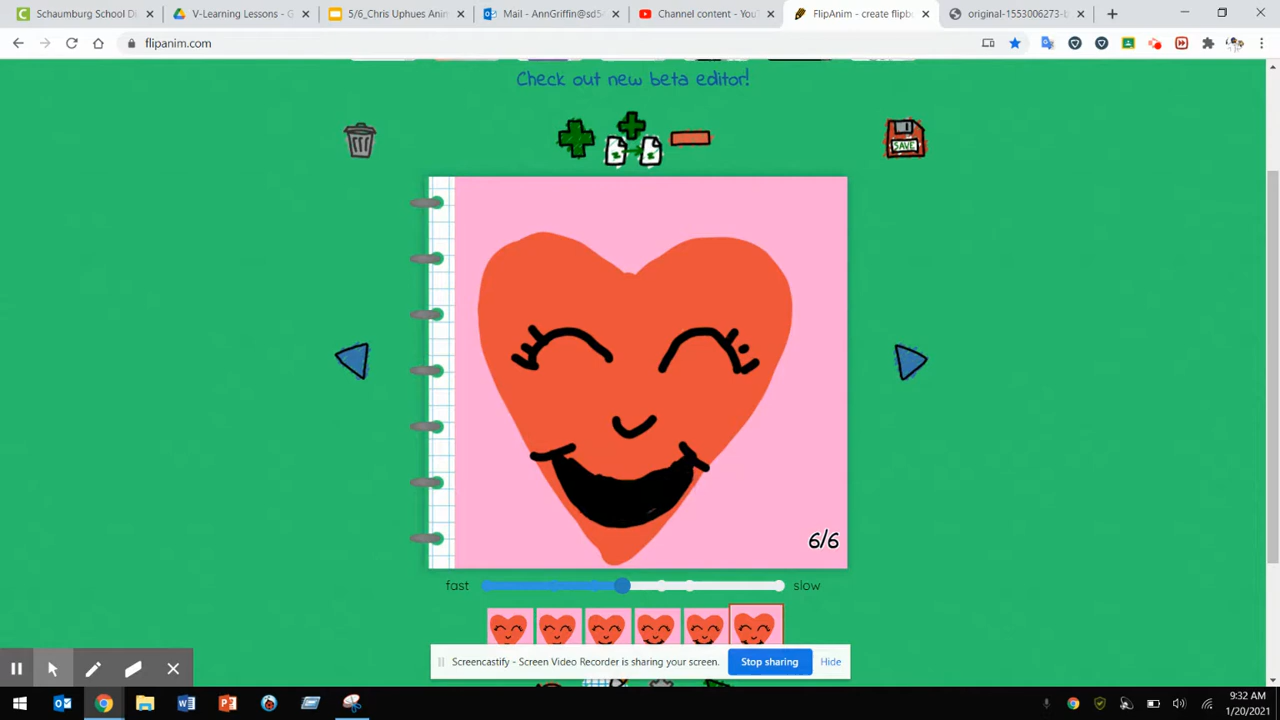 Schaumburg School Di
V-Learning Lessons - G
5/6_Chris Uphues Anim
Mail - AnnGriffin@sd54
Channel content - You
FlipAnim - create flipb
original-1553006273-b
flipanim.com
Check out new beta editor!
SAVE
6/6
fast
slow
Screencastify - Screen Video Recorder is sharing your screen.
Stop sharing
Hide
9:32 AM
1/20/2021